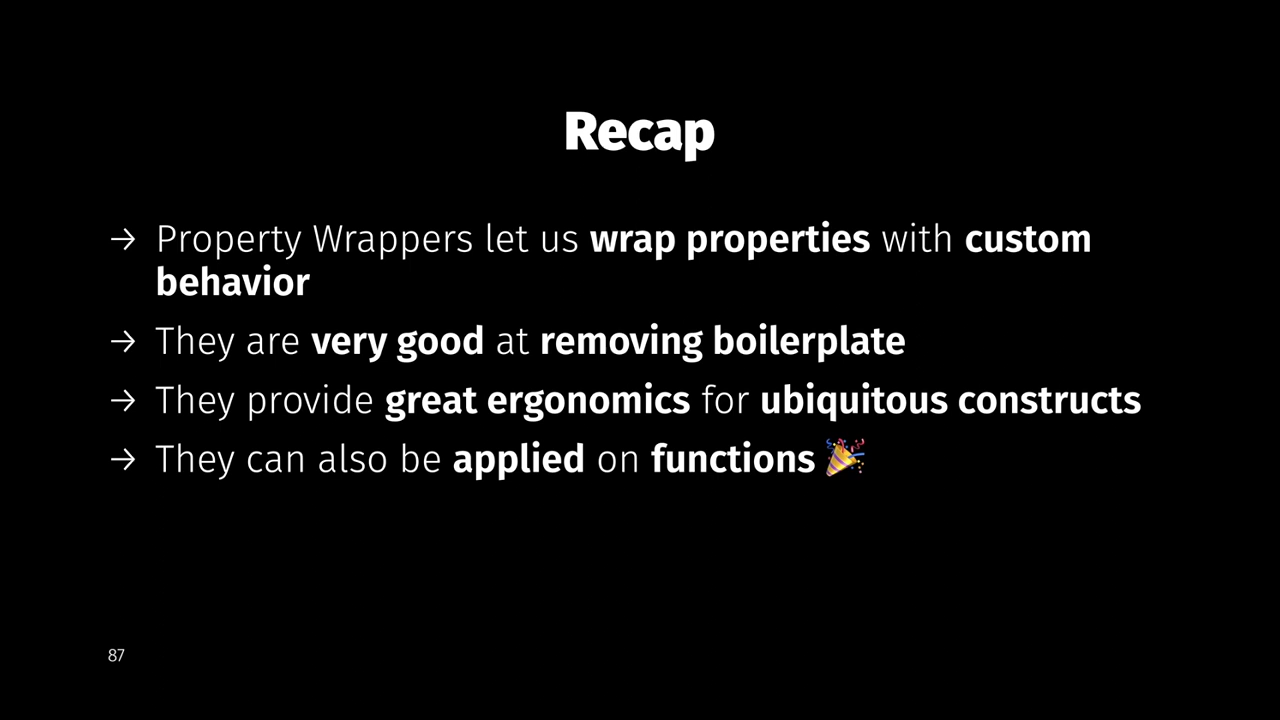 Recap
→ Property Wrappers let us wrap properties with custom
behavior
→ They are very good at removing boilerplate
→ They provide great ergonomics for ubiquitous constructs
→ They can also be applied on functions 🎉
87